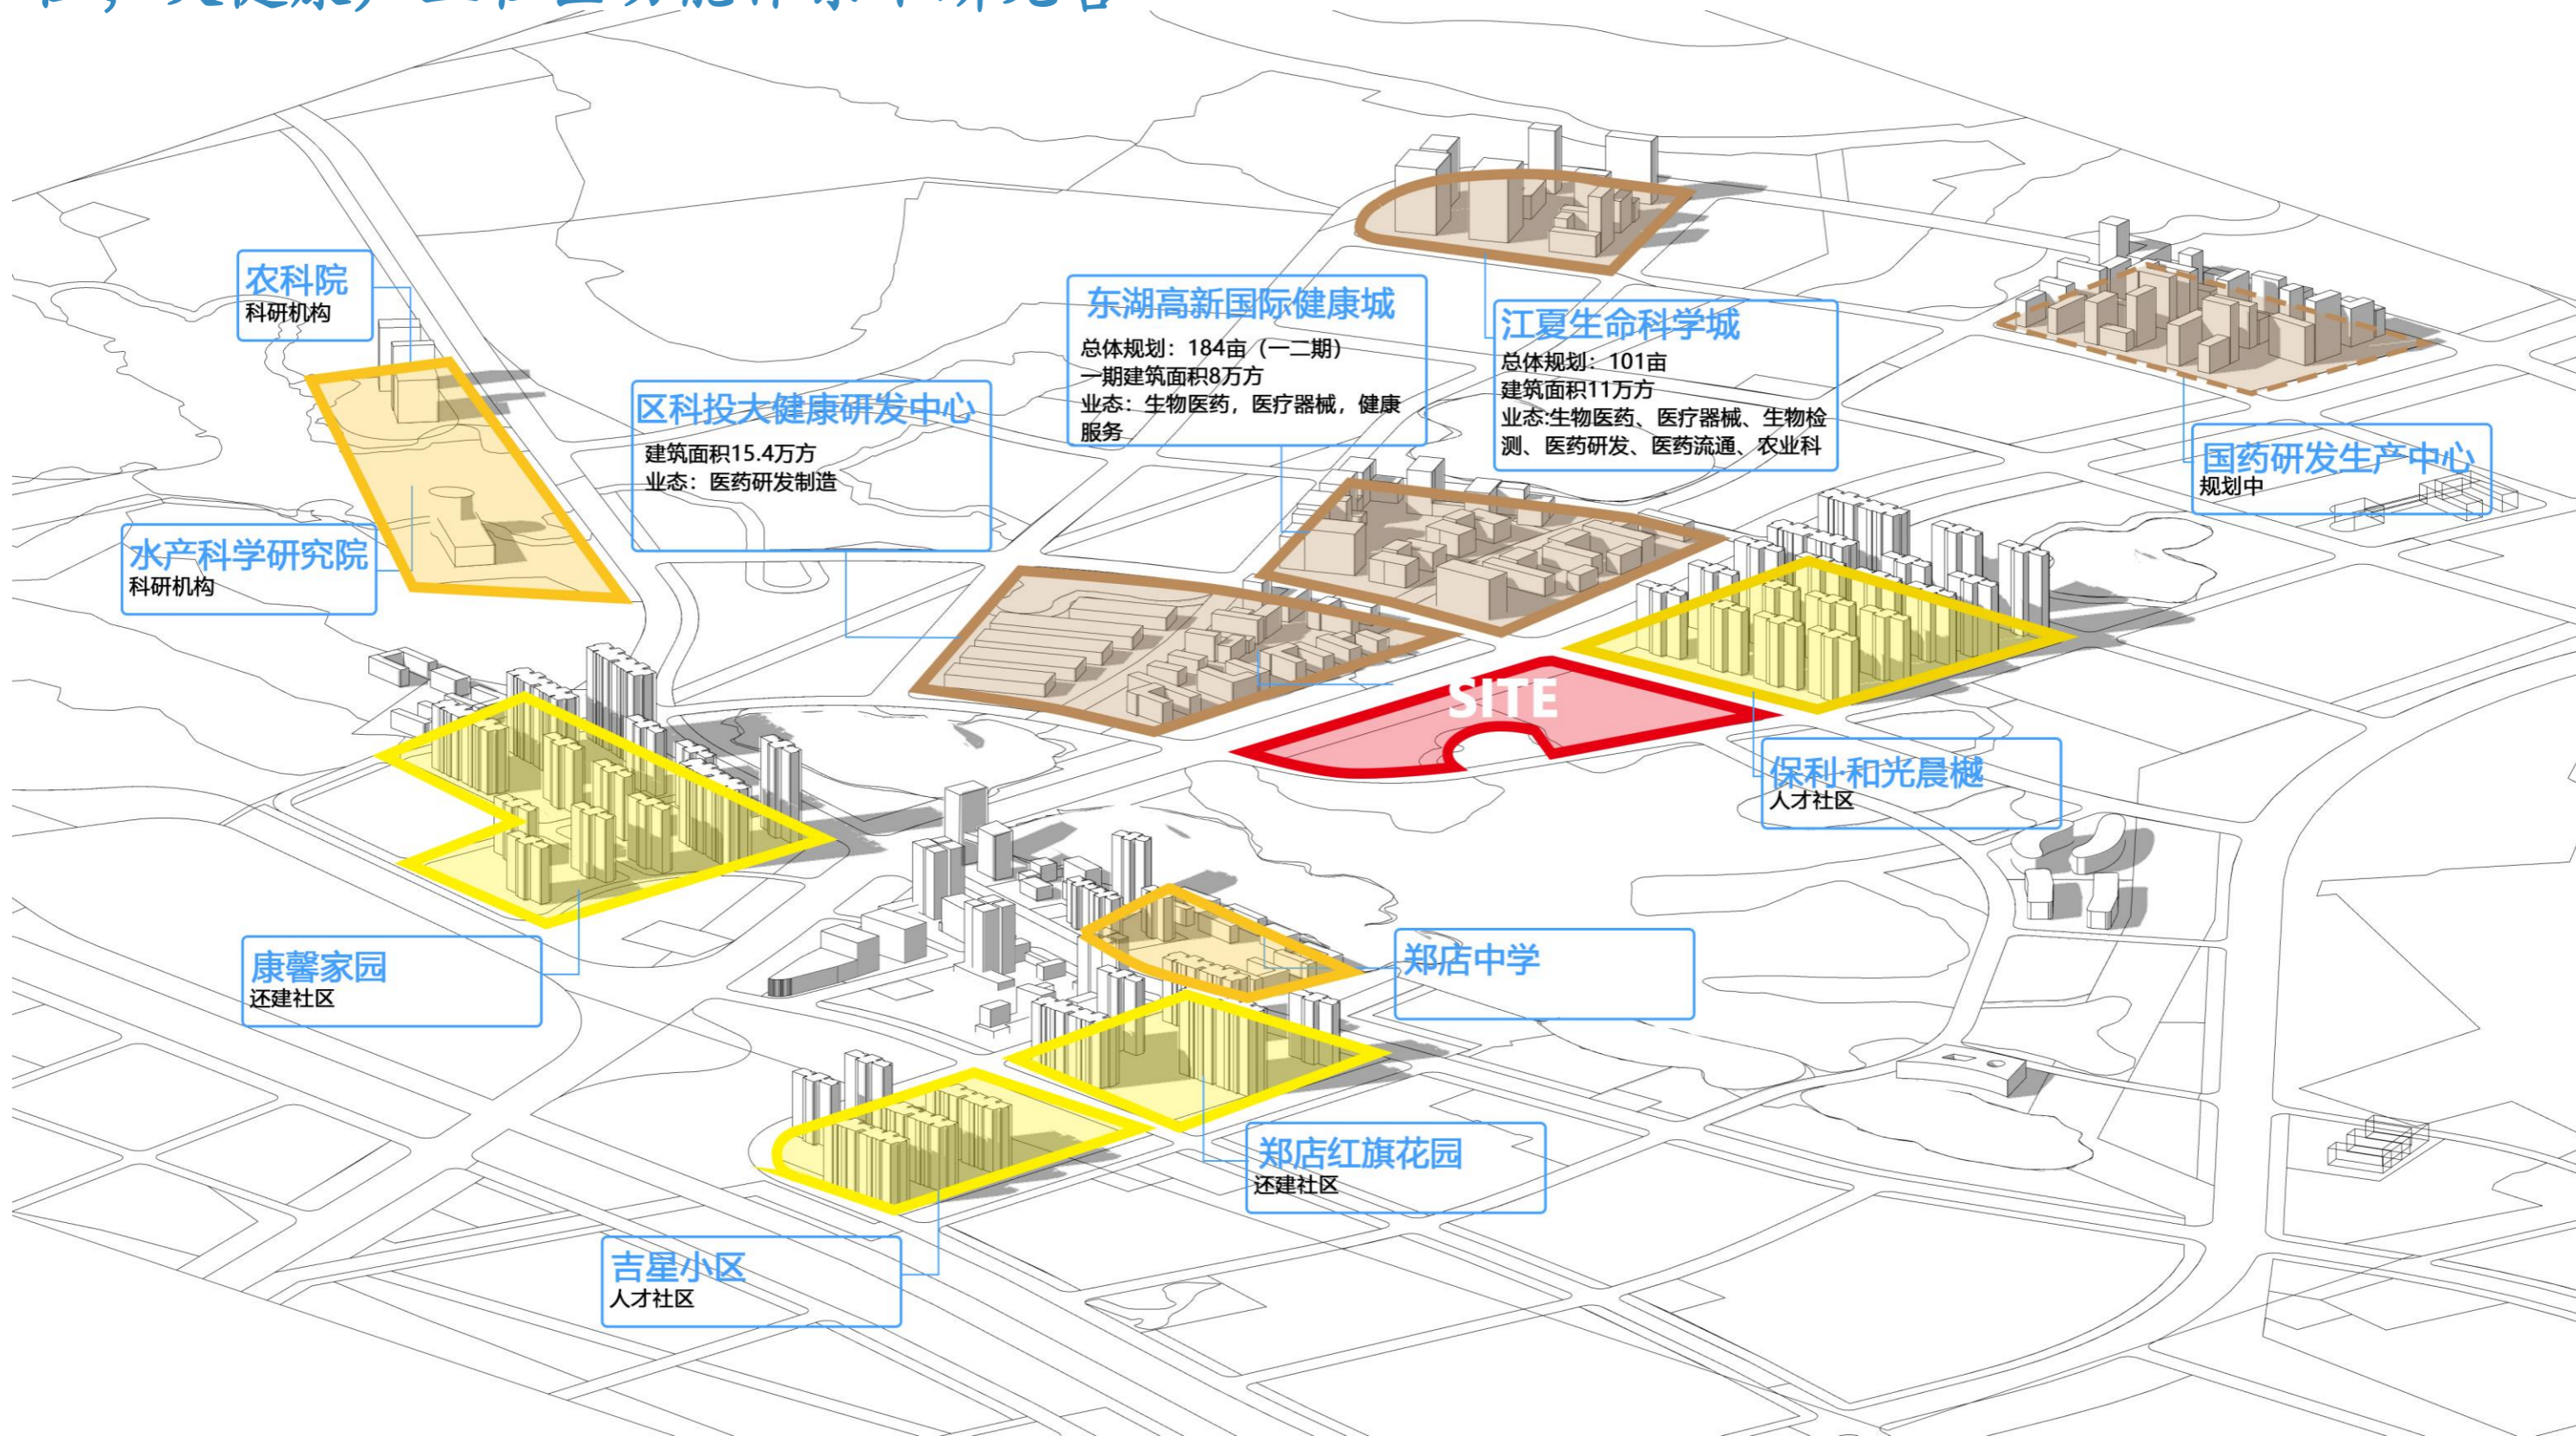 农科院
科研机构
水产科学研究院
科研机构
区科投大健康研发中心
建筑面积15.4万方
业态：医药研发制造
东湖高新国际健康城
总体规划：184亩（一二期）
一期建筑面积8万方
业态：生物医药，医疗器械，健康
服务
江夏生命科学城
总体规划：101亩
建筑面积11万方
业态:生物医药、医疗器械、生物检
测、医药研发、医药流通、农业科
国药研发生产中心
规划中
SITE
保利·和光晨樾
人才社区
康馨家园
还建社区
郑店中学
郑店红旗花园
还建社区
吉星小区
人才社区